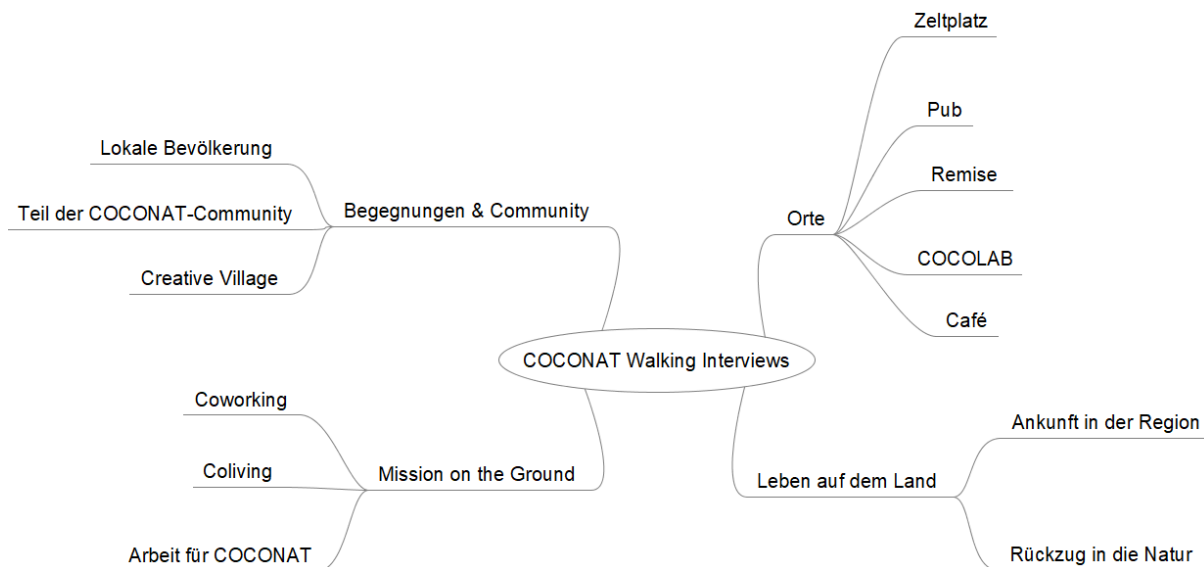 Zeltplatz
Pub
Lokale Bevölkerung
Remise
Teil der COCONAT-Community
Begegnungen & Community
Orte
COCOLAB
Creative Village
Café
COCONAT Walking Interviews
Coworking
Ankunft in der Region
Coliving
Mission on the Ground
Leben auf dem Land
Arbeit für COCONAT
Rückzug in die Natur